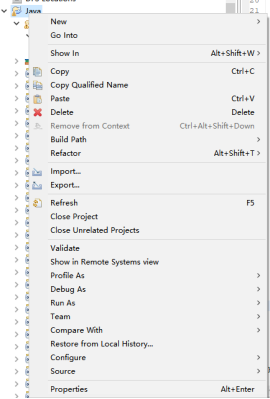 Java
21
New
Go Into
Show In Alt+Shift+W >
Copy Ctrl+C
Copy Qualified Name
Paste Ctrl+V
Delete Delete
Remove from Context Ctrl+Alt+Shift+Down
Build Path
Refactor Alt+Shift+T >
Import...
Export...
Refresh F5
Close Project
Close Unrelated Projects
Validate
Show in Remote Systems view
Profile As
Debug As
Run As
Team
Compare With
Restore from Local History...
Configure
Source
Properties Alt+Enter